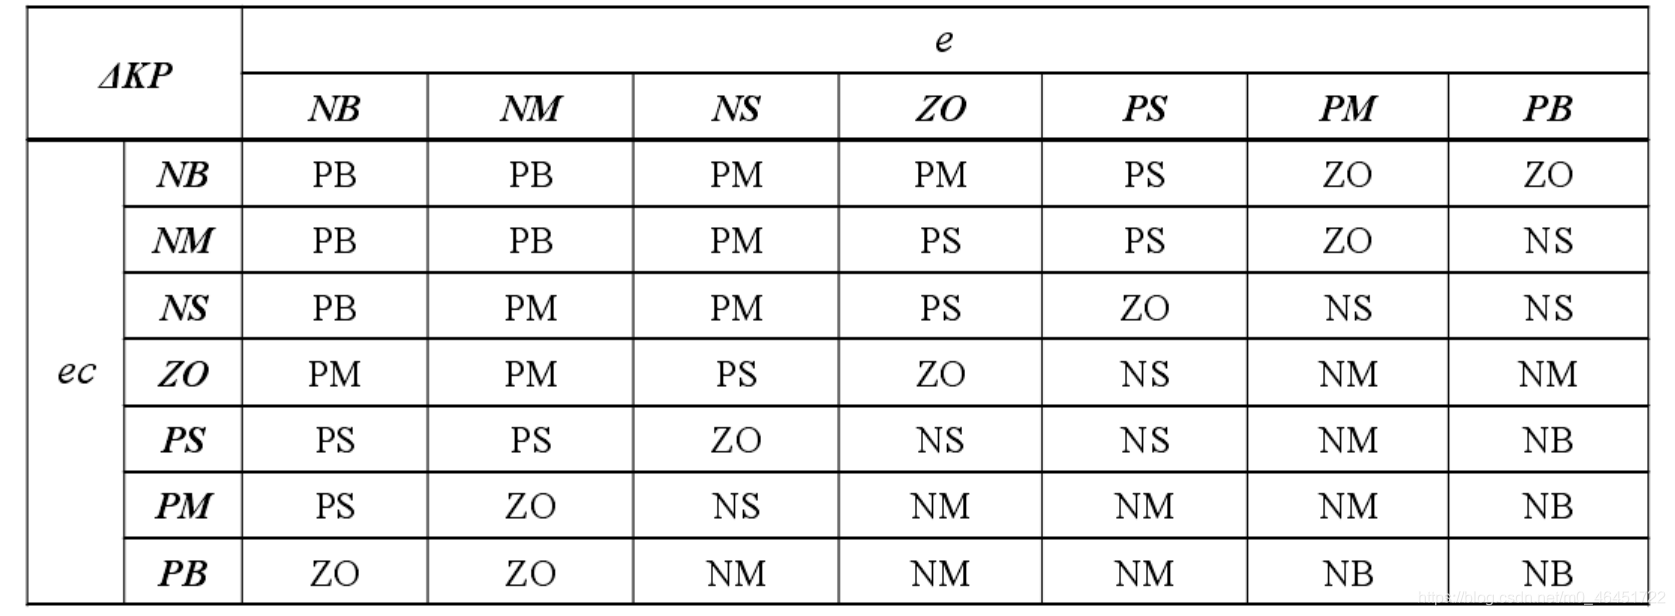 ΔKP e
NB NM NS ZO PS PM PB
ec
NB PB PB PM PM PS ZO ZO
NM PB PB PM PS PS ZO NS
NS PB PM PM PS ZO NS NS
ZO PM PM PS ZO NS NM NM
PS PS PS ZO NS NS NM NB
PM PS ZO NS NM NM NM NB
PB ZO ZO NM NM NM NB NB
https://blog.csdn.net/m0_46451722